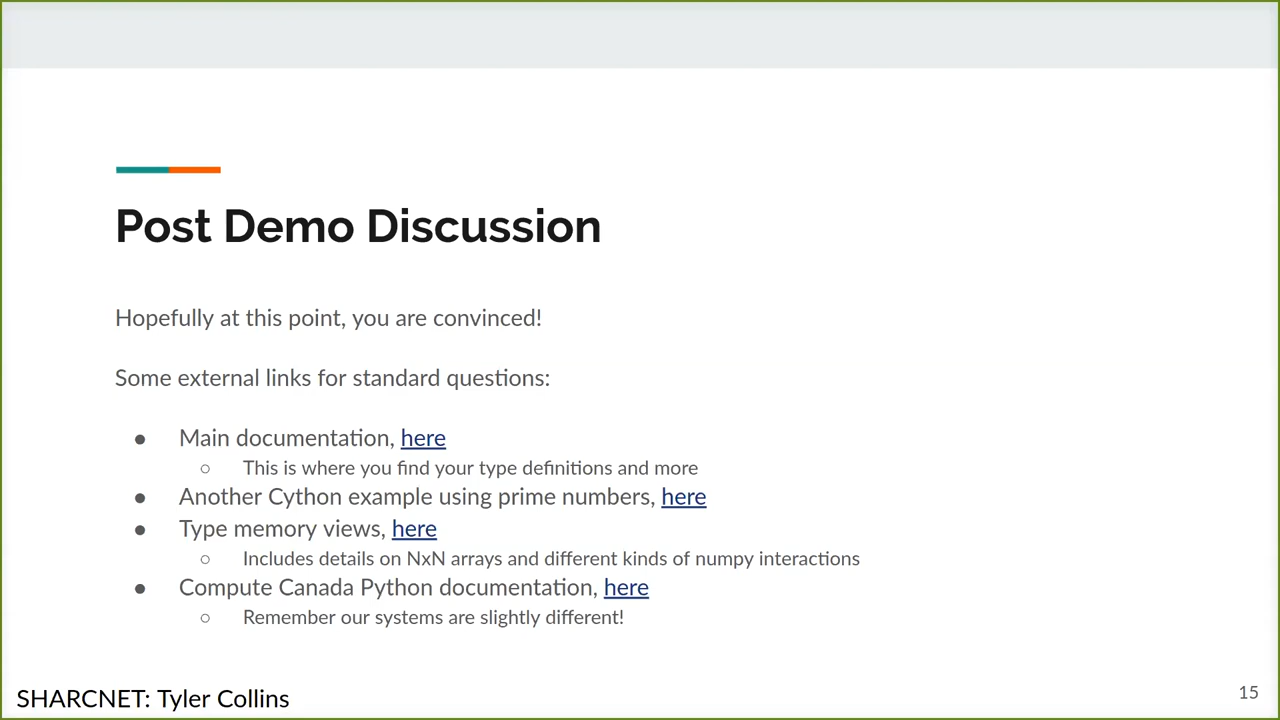 Post Demo Discussion
Hopefully at this point, you are convinced!
Some external links for standard questions:
● Main documentation, here
○ This is where you find your type definitions and more
● Another Cython example using prime numbers, here
● Type memory views, here
○ Includes details on NxN arrays and different kinds of numpy interactions
● Compute Canada Python documentation, here
○ Remember our systems are slightly different!
SHARCNET: Tyler Collins
15